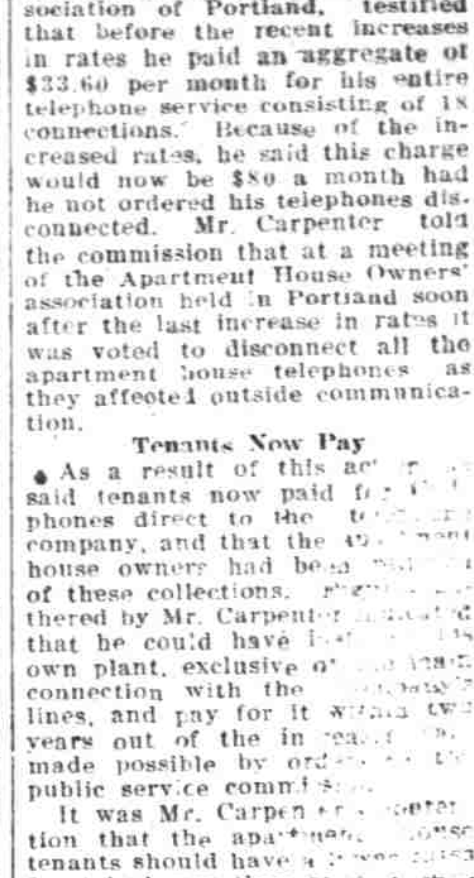 sociation of Portland, testified
that before the recent increases
in rates he paid an aggregate of
$33.60 per month for his entire
telephone service consisting of 18
connections. Because of the in-
creased rates, he said this charge
would now be $80 a month had
he not ordered his telephones dis-
connected. Mr. Carpenter told
the commission that at a meeting
of the Apartment House Owners'
association held in Portland soon
after the last increase in rates it
was voted to disconnect all the
apartment house telephones as
they affected outside communica-
tion.
Tenants Now Pay
As a result of this
said tenants now paid
phones direct to the
company, and that the
house owners had been
of these collections.
thered by Mr. Carpenter indicated
that he could have
own plant, exclusive of
connection with the company's
lines, and pay for it within two
years out of the
made possible by
public service
It was Mr.
tion that the apartment house
tenants should have a